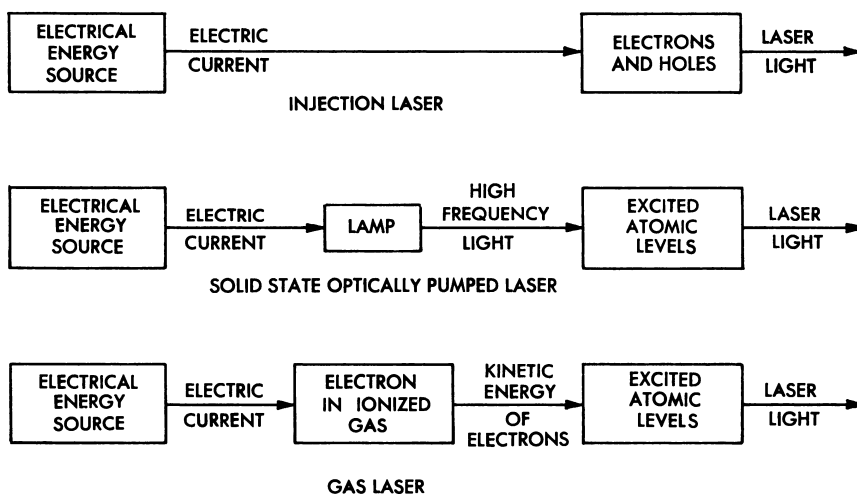 ELECTRICAL
ENERGY
SOURCE
ELECTRIC
CURRENT
ELECTRONS
AND HOLES
LASER
LIGHT
INJECTION LASER
ELECTRICAL
ENERGY
SOURCE
ELECTRIC
CURRENT
LAMP
HIGH
FREQUENCY
LIGHT
EXCITED
ATOMIC
LEVELS
LASER
LIGHT
SOLID STATE OPTICALLY PUMPED LASER
ELECTRICAL
ENERGY
SOURCE
ELECTRIC
CURRENT
ELECTRON
IN IONIZED
GAS
KINETIC
ENERGY
OF
ELECTRONS
EXCITED
ATOMIC
LEVELS
LASER
LIGHT
GAS LASER